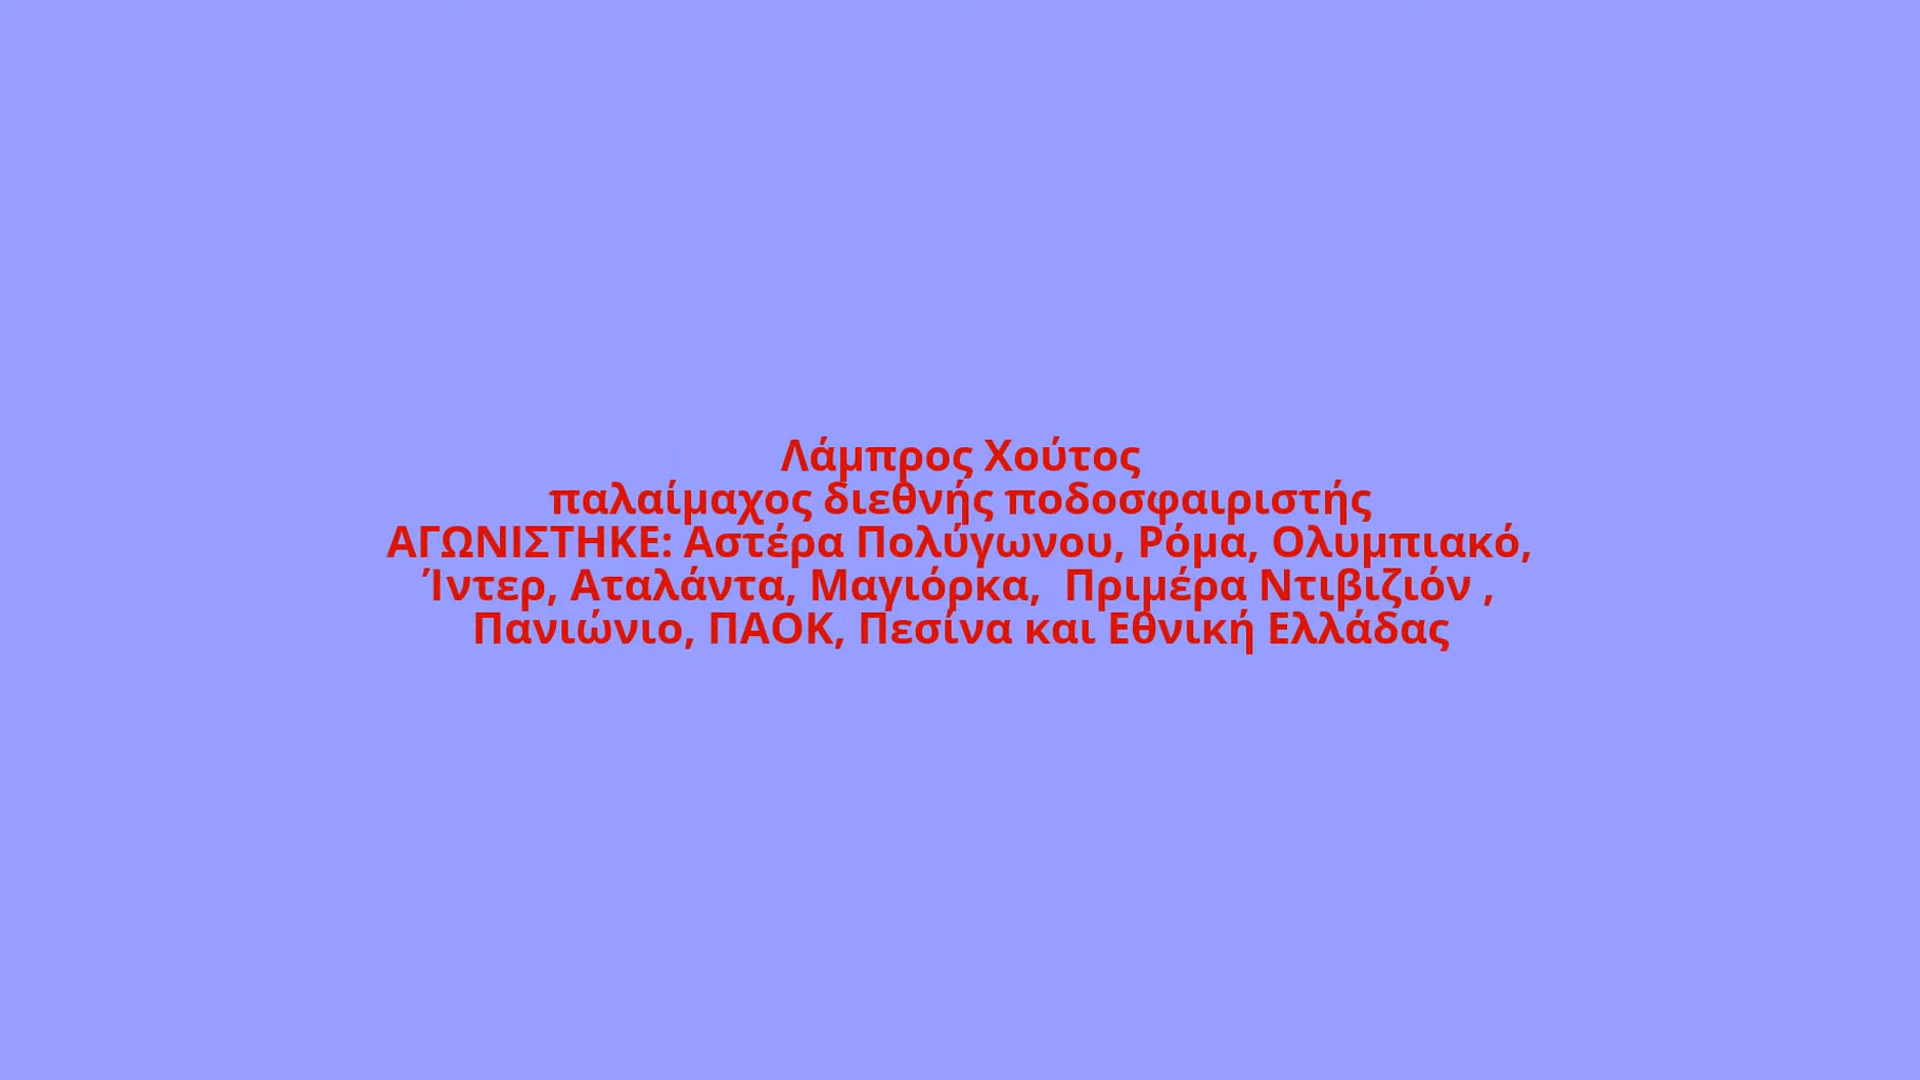 Λάμπρος Χούτος
παλαίμαχος διεθνής ποδοσφαιριστής
ΑΓΩΝΙΣΤΗΚΕ: Αστέρα Πολύγωνου, Ρόμα, Ολυμπιακό,
Ίντερ, Αταλάντα, Μαγιόρκα,  Πριμέρα Ντιβιζιόν ,
Πανιώνιο, ΠΑΟΚ, Πεσίνα και Εθνική Ελλάδας